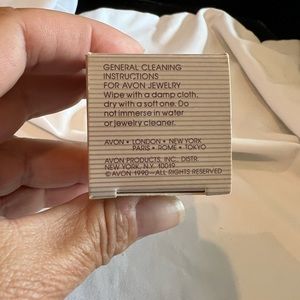 GENERAL CLEANING
INSTRUCTIONS
FOR AVON JEWELRY
Wipe with a damp cloth,
dry with a soft one. Do
not immerse in water
or jewelry cleaner.
AVON • LONDON • NEW YORK
PARIS • ROME • TOKYO
AVON PRODUCTS, INC., DISTR.
NEW YORK, N.Y. 10019
© AVON 1990—ALL RIGHTS RESERVED